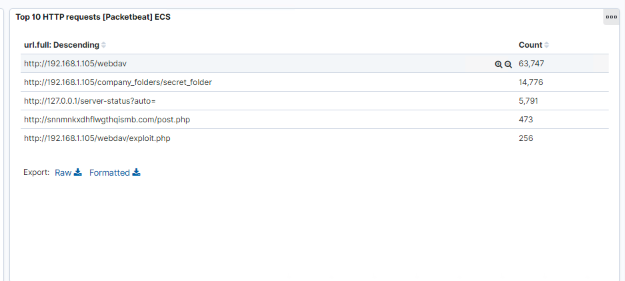 Top 10 HTTP requests [Packetbeat] ECS
url.full: Descending Count
http://192.168.1.105/webdav 63,747
http://192.168.1.105/company_folders/secret_folder 14,776
http://127.0.0.1/server-status?auto= 5,791
http://snnmnkxdhflwgthqismb.com/post.php 473
http://192.168.1.105/webdav/exploit.php 256
Export: Raw Formatted